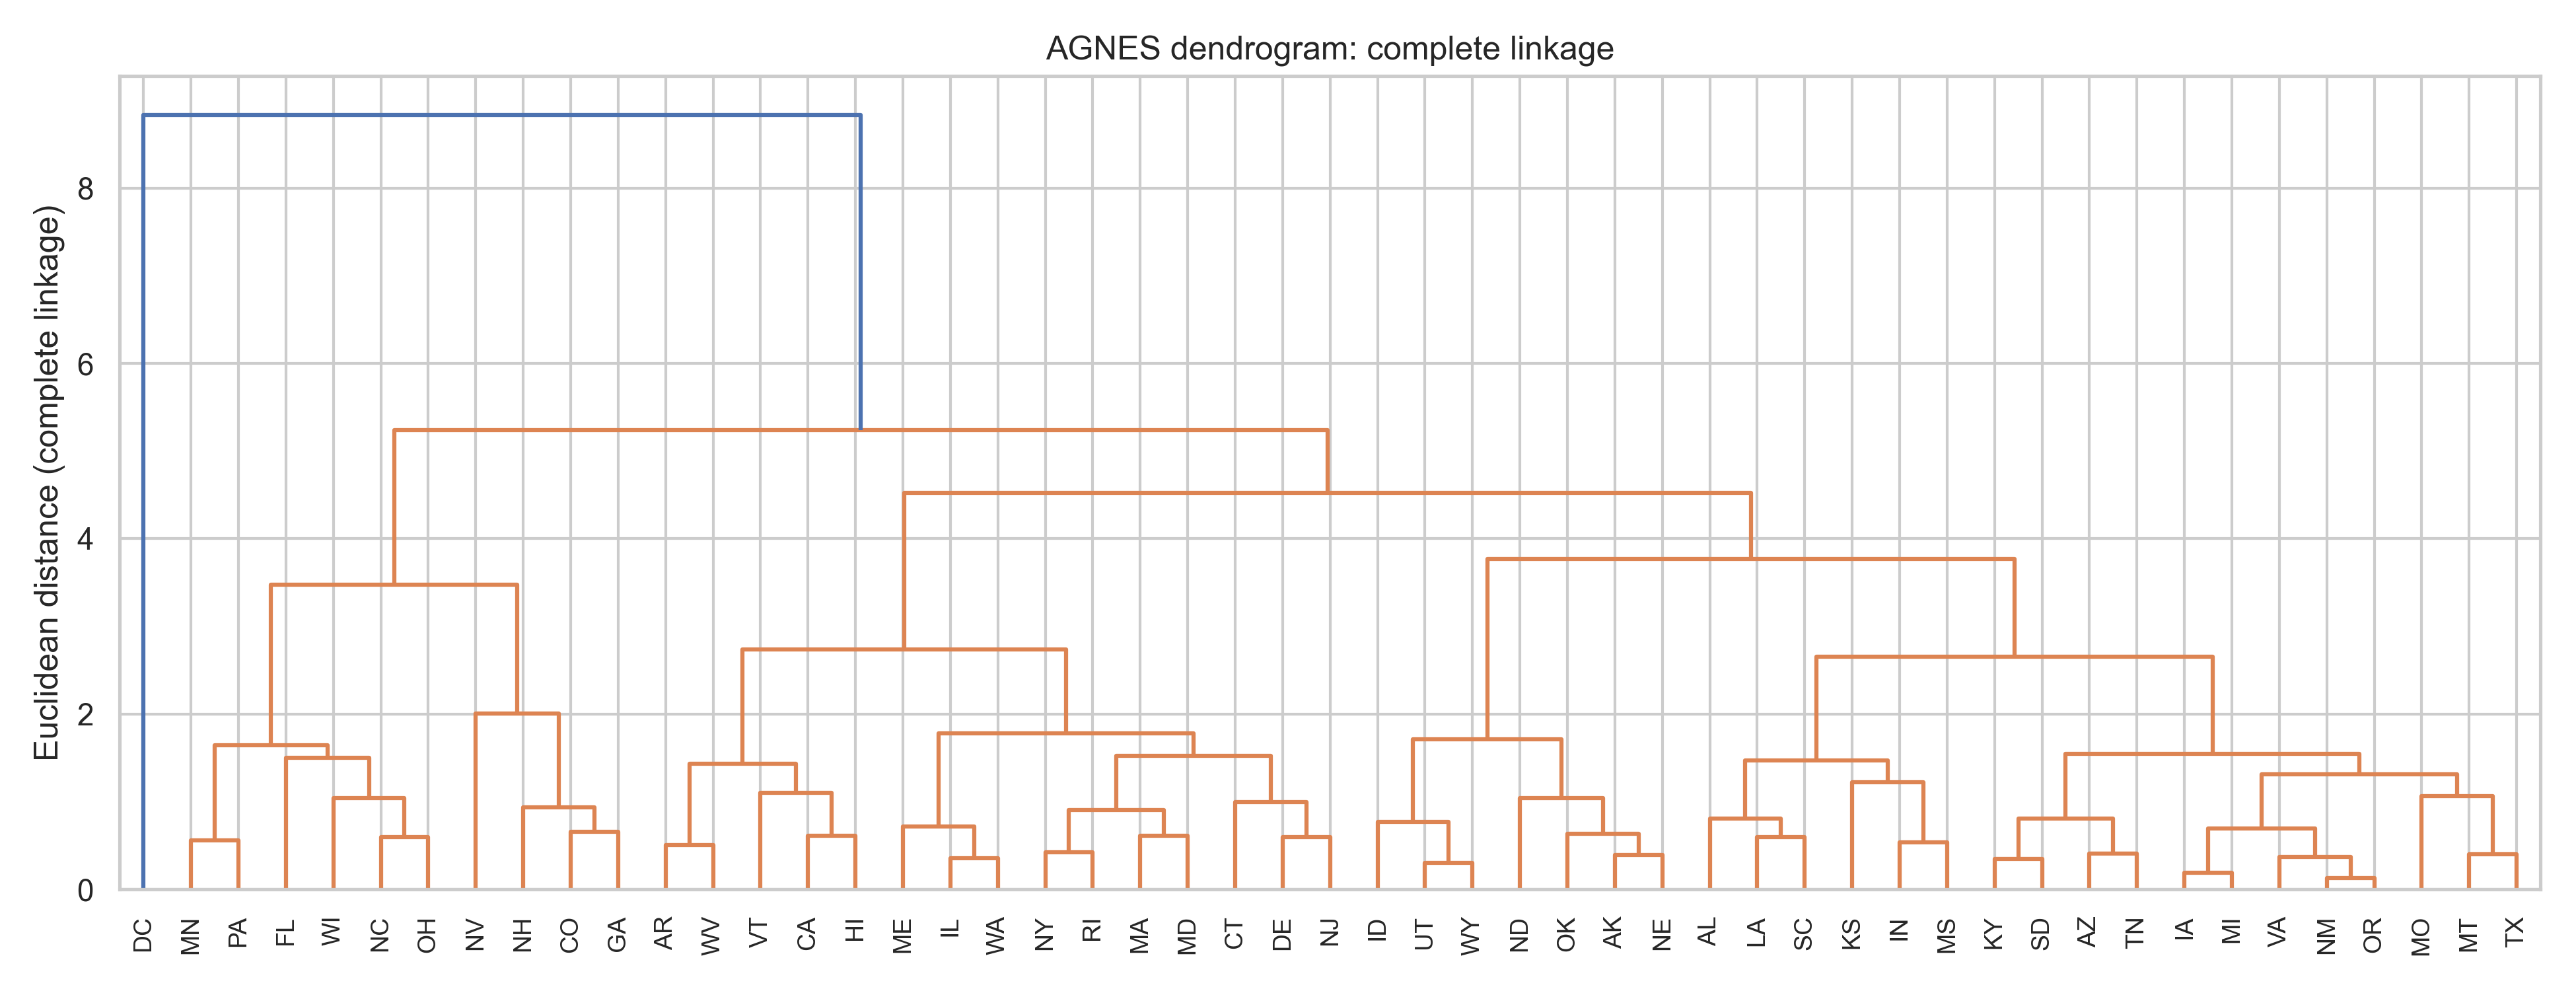 AGNES dendrogram: complete linkage
Euclidean distance (complete linkage)
8
6
4
2
0
DC MN PA FL WI NC OH NV NH CO GA AR WV VT CA HI ME IL WA NY RI MA MD CT DE NJ ID UT WY ND OK AK NE AL LA SC KS IN MS KY SD AZ TN IA MI VA NM OR MO MT TX